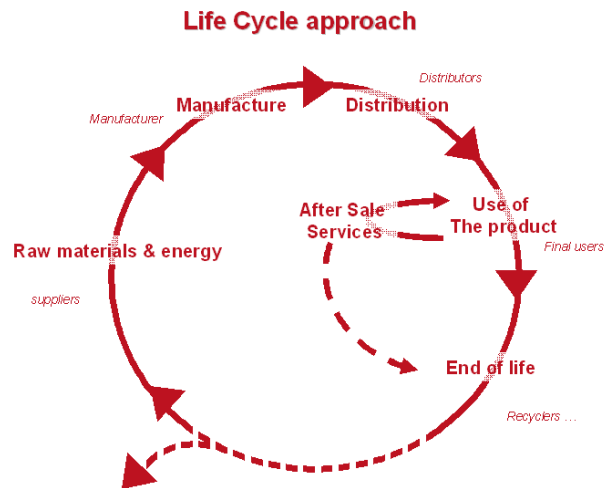 Life Cycle approach
Distributors
Manufacture
Distribution
Manufacturer
After Sale
Services
Use of
The product
Raw materials & energy
Final users
suppliers
End of life
Recyclers ...